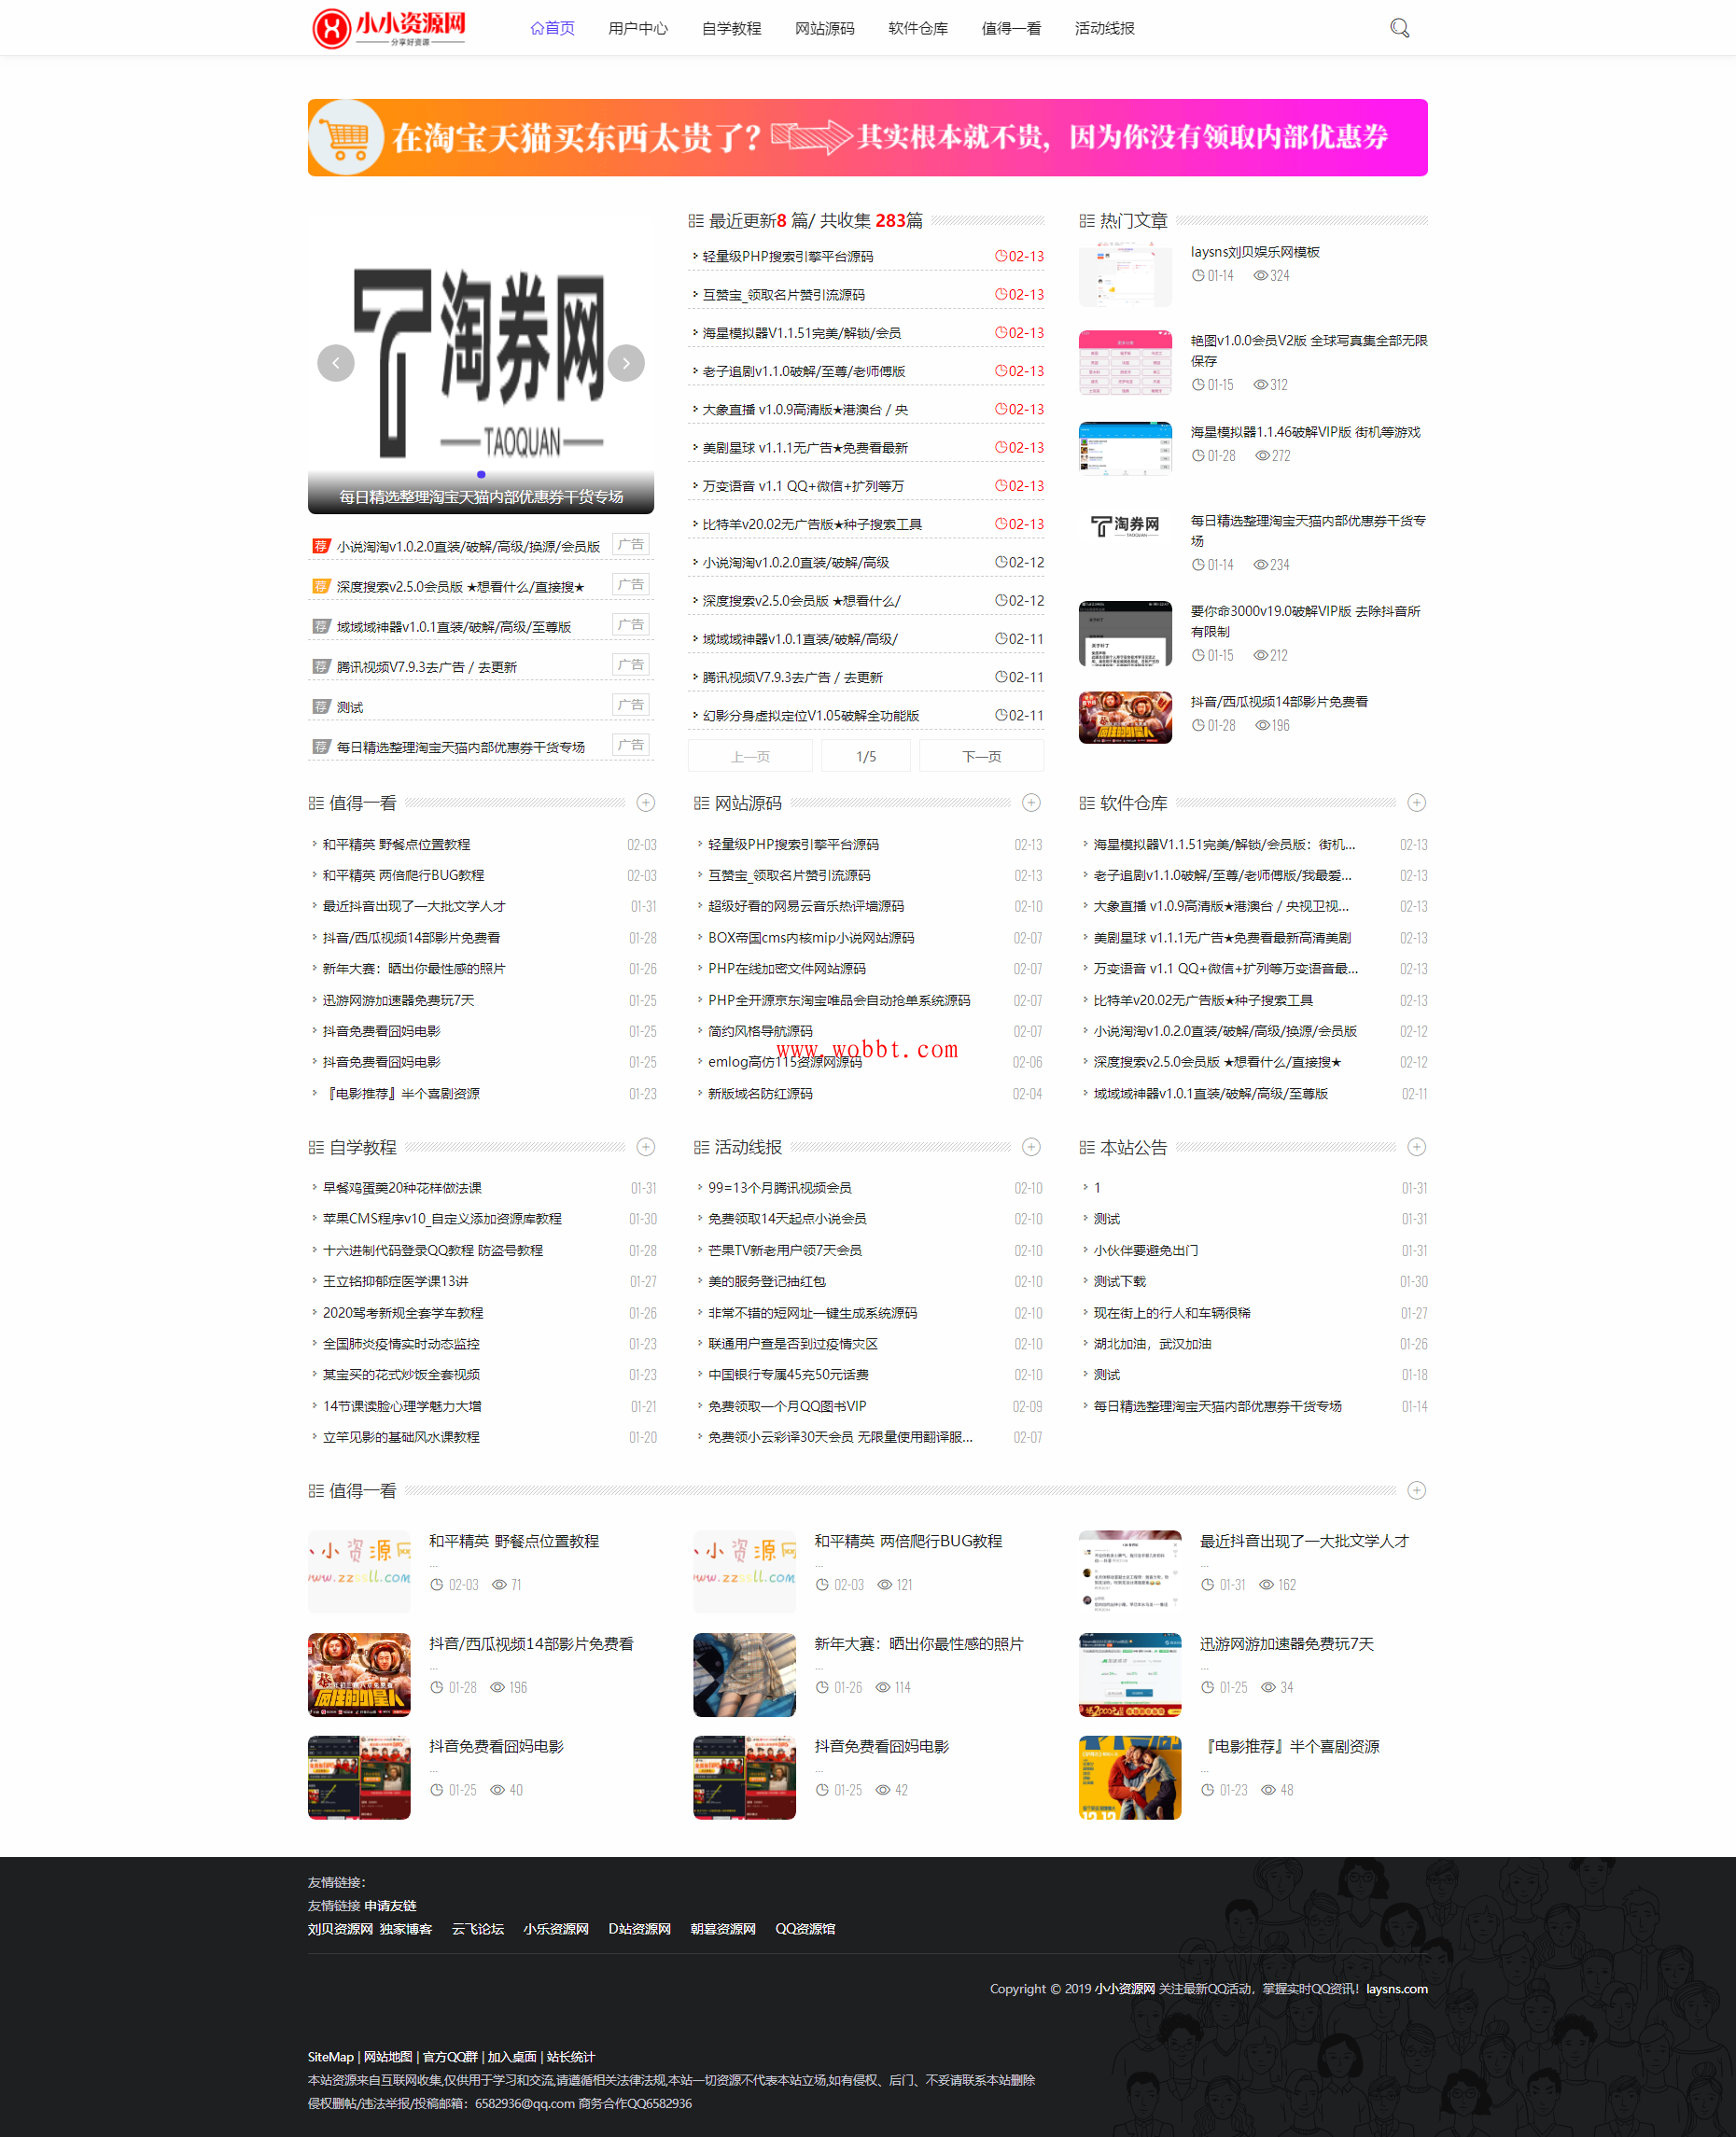 小小资源网
分享好资源
首页 用户中心 自学教程 网站源码 软件仓库 值得一看 活动线报
在淘宝天猫买东西太贵了? 其实根本就不贵，因为你没有领取内部优惠券
淘券网
TAOQUAN
每日精选整理淘宝天猫内部优惠券干货专场
荐 小说淘淘v1.0.2.0直装/破解/高级/换源/会员版 广告
荐 深度搜索v2.5.0会员版 ★想看什么/直接搜★ 广告
荐 域域域神器v1.0.1直装/破解/高级/至尊版 广告
荐 腾讯视频V7.9.3去广告 / 去更新 广告
荐 测试 广告
荐 每日精选整理淘宝天猫内部优惠券干货专场 广告
最近更新8 篇/ 共收集 283篇
轻量级PHP搜索引擎平台源码 02-13
互赞宝_领取名片赞引流源码 02-13
海星模拟器V1.1.51完美/解锁/会员 02-13
老子追剧v1.1.0破解/至尊/老师傅版 02-13
大象直播 v1.0.9高清版★港澳台 / 央 02-13
美剧星球 v1.1.1无广告★免费看最新 02-13
万变语音 v1.1 QQ+微信+扩列等万 02-13
比特羊v20.02无广告版★种子搜索工具 02-13
小说淘淘v1.0.2.0直装/破解/高级 02-12
深度搜索v2.5.0会员版 ★想看什么/ 02-12
域域域神器v1.0.1直装/破解/高级/ 02-11
腾讯视频V7.9.3去广告 / 去更新 02-11
幻影分身虚拟定位V1.05破解全功能版 02-11
上一页 1/5 下一页
热门文章
laysns刘贝娱乐网模板
01-14 324
艳图v1.0.0会员V2版 全球写真集全部无限
保存
01-15 312
海星模拟器1.1.46破解VIP版 街机等游戏
01-28 272
淘券网
TAOQUAN
每日精选整理淘宝天猫内部优惠券干货专
场
01-14 234
要你命3000v19.0破解VIP版 去除抖音所
有限制
01-15 212
抖音/西瓜视频14部影片免费看
01-28 196
值得一看
和平精英 野餐点位置教程 02-03
和平精英 两倍爬行BUG教程 02-03
最近抖音出现了一大批文学人才 01-31
抖音/西瓜视频14部影片免费看 01-28
新年大赛：晒出你最性感的照片 01-26
迅游网游加速器免费玩7天 01-25
抖音免费看囧妈电影 01-25
抖音免费看囧妈电影 01-25
『电影推荐』半个喜剧资源 01-23
网站源码
轻量级PHP搜索引擎平台源码 02-13
互赞宝_领取名片赞引流源码 02-13
超级好看的网易云音乐热评墙源码 02-10
BOX帝国cms内核mip小说网站源码 02-07
PHP在线加密文件网站源码 02-07
PHP全开源京东淘宝唯品会自动抢单系统源码 02-07
简约风格导航源码 02-07
www.wobbt.com
emlog高仿115资源网源码 02-06
新版域名防红源码 02-04
软件仓库
海星模拟器V1.1.51完美/解锁/会员版：街机... 02-13
老子追剧v1.1.0破解/至尊/老师傅版/我最爱... 02-13
大象直播 v1.0.9高清版★港澳台 / 央视卫视... 02-13
美剧星球 v1.1.1无广告★免费看最新高清美剧 02-13
万变语音 v1.1 QQ+微信+扩列等万变语音最... 02-13
比特羊v20.02无广告版★种子搜索工具 02-13
小说淘淘v1.0.2.0直装/破解/高级/换源/会员版 02-12
深度搜索v2.5.0会员版 ★想看什么/直接搜★ 02-12
域域域神器v1.0.1直装/破解/高级/至尊版 02-11
自学教程
早餐鸡蛋羹20种花样做法课 01-31
苹果CMS程序v10_自定义添加资源库教程 01-30
十六进制代码登录QQ教程 防盗号教程 01-28
王立铭抑郁症医学课13讲 01-27
2020驾考新规全套学车教程 01-26
全国肺炎疫情实时动态监控 01-23
某宝买的花式炒饭全套视频 01-23
14节课读脸心理学魅力大增 01-21
立竿见影的基础风水课教程 01-20
活动线报
99=13个月腾讯视频会员 02-10
免费领取14天起点小说会员 02-10
芒果TV新老用户领7天会员 02-10
美的服务登记抽红包 02-10
非常不错的短网址一键生成系统源码 02-10
联通用户查是否到过疫情灾区 02-10
中国银行专属45充50元话费 02-10
免费领取一个月QQ图书VIP 02-09
免费领小云彩译30天会员 无限量使用翻译服... 02-07
本站公告
1 01-31
测试 01-31
小伙伴要避免出门 01-31
测试下载 01-30
现在街上的行人和车辆很稀 01-27
湖北加油，武汉加油 01-26
测试 01-18
每日精选整理淘宝天猫内部优惠券干货专场 01-14
值得一看
小小资源网
www.zzssll.com
和平精英 野餐点位置教程
...
02-03 71
小小资源网
www.zzssll.com
和平精英 两倍爬行BUG教程
...
02-03 121
最近抖音出现了一大批文学人才
...
01-31 162
抖音/西瓜视频14部影片免费看
...
01-28 196
新年大赛：晒出你最性感的照片
...
01-26 114
迅游网游加速器免费玩7天
...
01-25 34
抖音免费看囧妈电影
...
01-25 40
抖音免费看囧妈电影
...
01-25 42
『电影推荐』半个喜剧资源
...
01-23 48
友情链接：
友情链接 申请友链
刘贝资源网 独家博客 云飞论坛 小乐资源网 D站资源网 朝暮资源网 QQ资源馆
Copyright © 2019 小小资源网 关注最新QQ活动，掌握实时QQ资讯！laysns.com
SiteMap | 网站地图 | 官方QQ群 | 加入桌面 | 站长统计
本站资源来自互联网收集,仅供用于学习和交流,请遵循相关法律法规,本站一切资源不代表本站立场,如有侵权、后门、不妥请联系本站删除
侵权删帖/违法举报/投稿邮箱：6582936@qq.com 商务合作QQ6582936